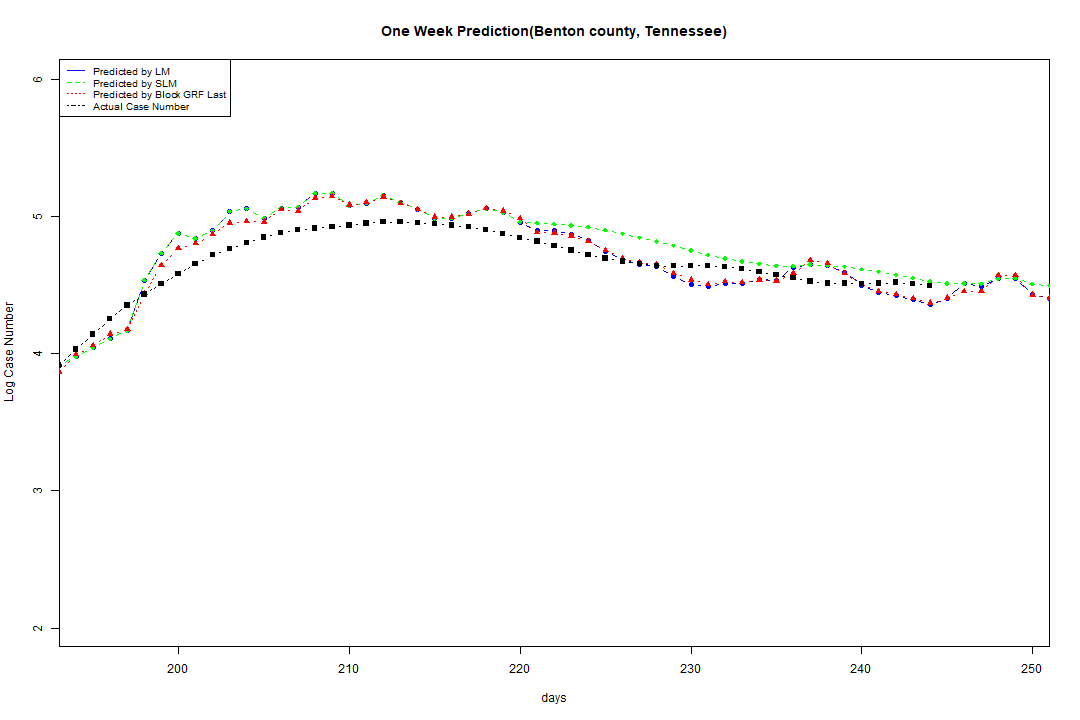 One Week Prediction(Benton county, Tennessee)
Predicted by LM
Predicted by SLM
Predicted by Block GRF Last
Actual Case Number
6
5
4
3
2
Log Case Number
200
210
220
230
240
250
days